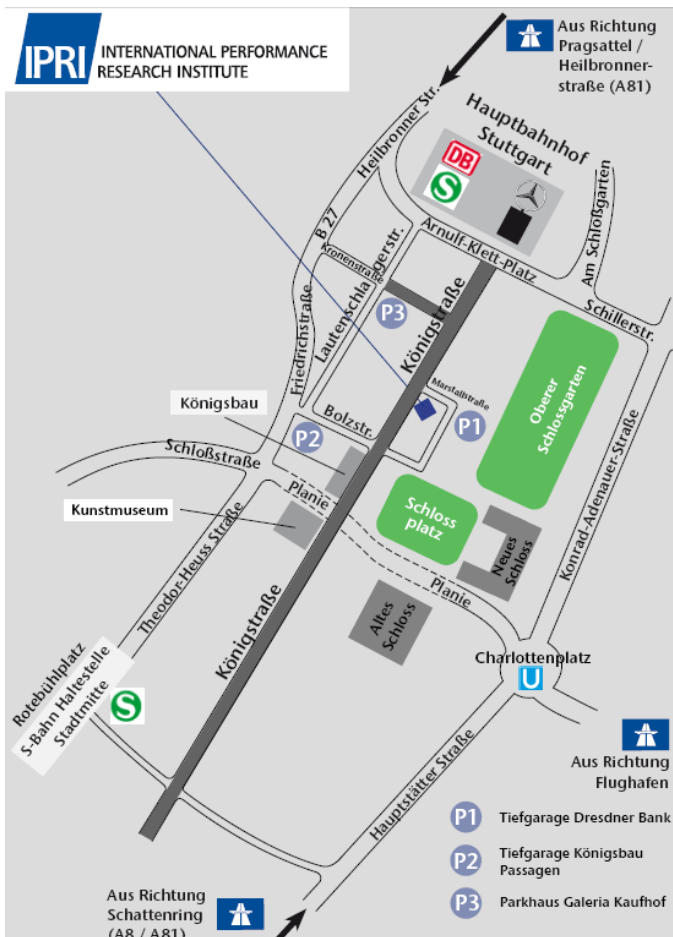 IPRI
INTERNATIONAL PERFORMANCE
RESEARCH INSTITUTE
Aus Richtung
Pragsattel /
Heilbronner-
straße (A81)
Heilbronner Str.
Hauptbahnhof
Stuttgart
DB
S
B 27
Am Schloßgarten
Arnulf-Klett-Platz
Kronenstraße
Lautenschlagerstr.
Schillerstr.
P3
Königstraße
Friedrichstraße
Oberer
Schlossgarten
Marstallstraße
Königsbau
Bolzstr.
P1
P2
Konrad-Adenauer-Straße
Schloßstraße
Planie
Kunstmuseum
Schloss
platz
Neues
Schloss
Theodor-Heuss Straße
Planie
Altes
Schloss
Königstraße
Charlottenplatz
U
Rotebühlplatz
S-Bahn Haltestelle
Stadtmitte
S
Aus Richtung
Flughafen
Hauptstätter Straße
P1 Tiefgarage Dresdner Bank
P2 Tiefgarage Königsbau
Passagen
P3 Parkhaus Galeria Kaufhof
Aus Richtung
Schattenring
(A8 / A81)